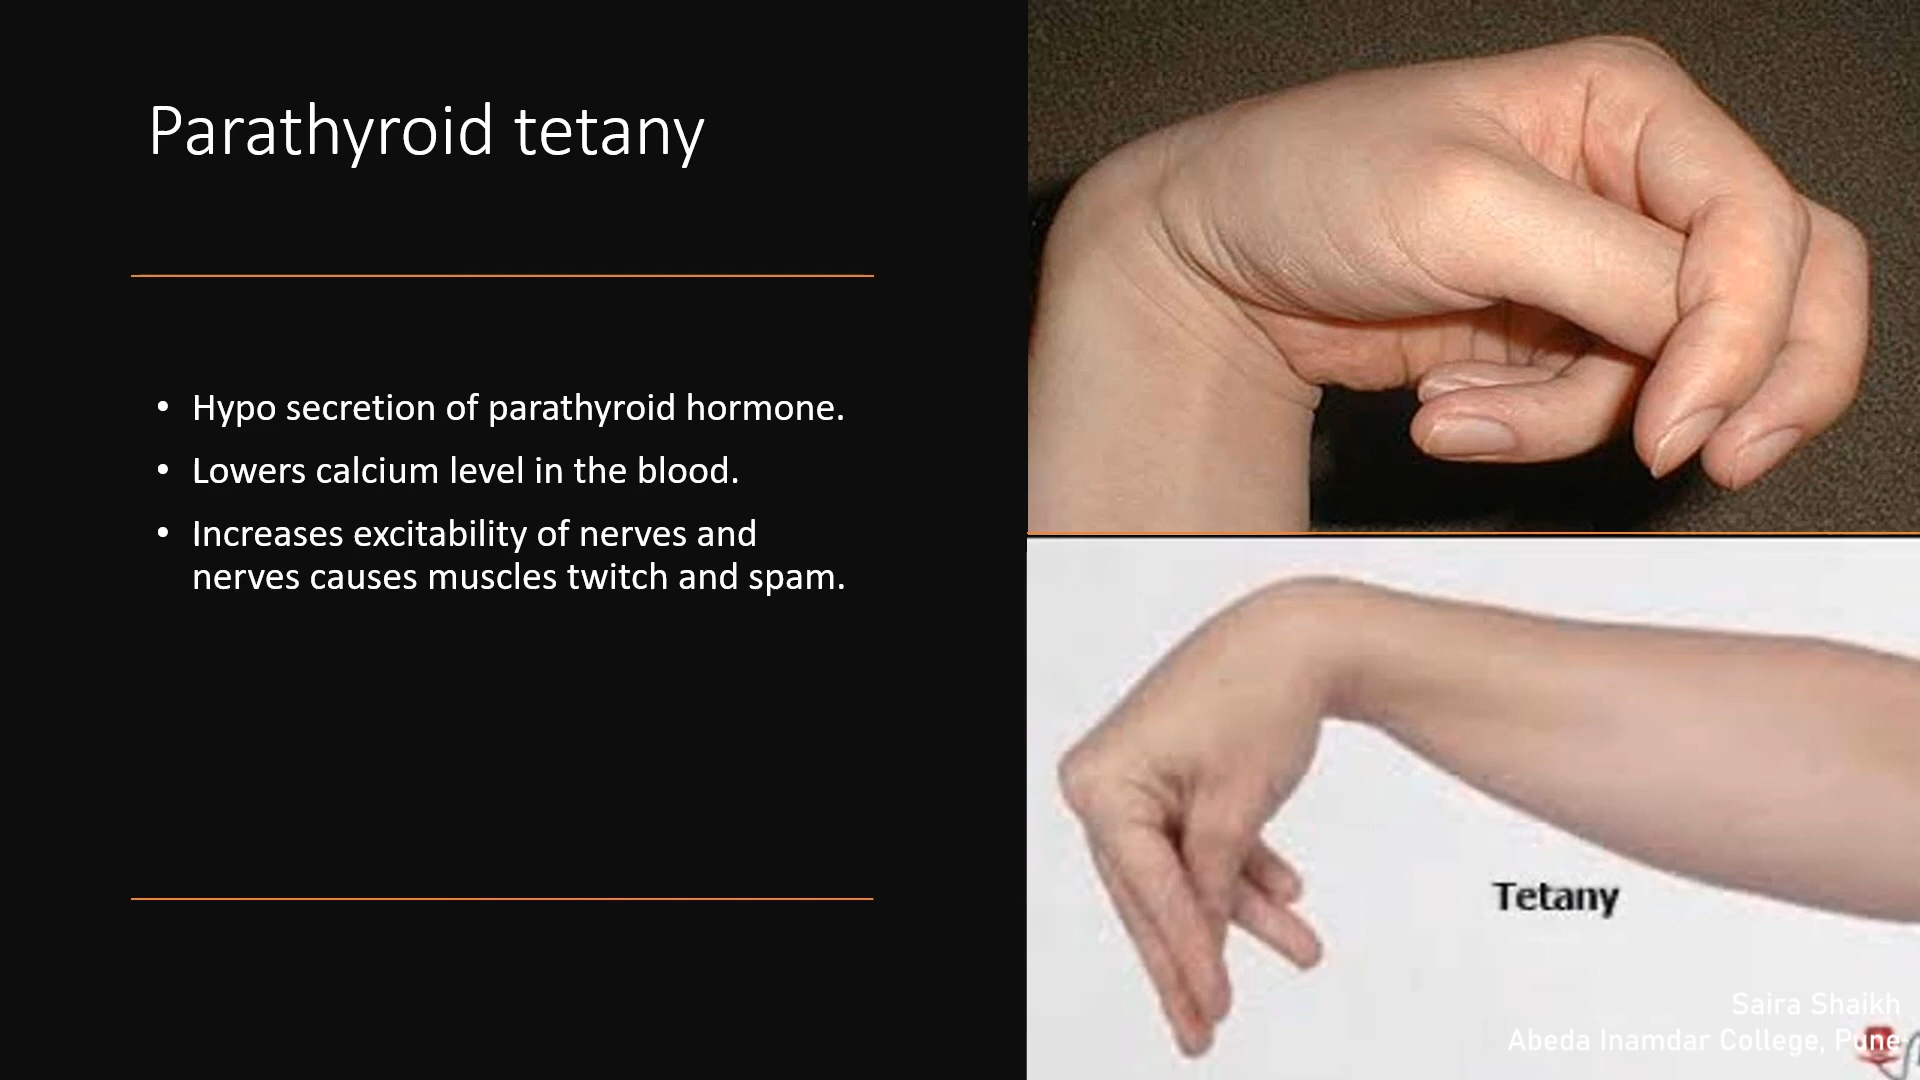 Parathyroid tetany
• Hypo secretion of parathyroid hormone.
• Lowers calcium level in the blood.
• Increases excitability of nerves and
nerves causes muscles twitch and spam.
Tetany
Saira Shaikh
Abeda Inamdar College, Pune